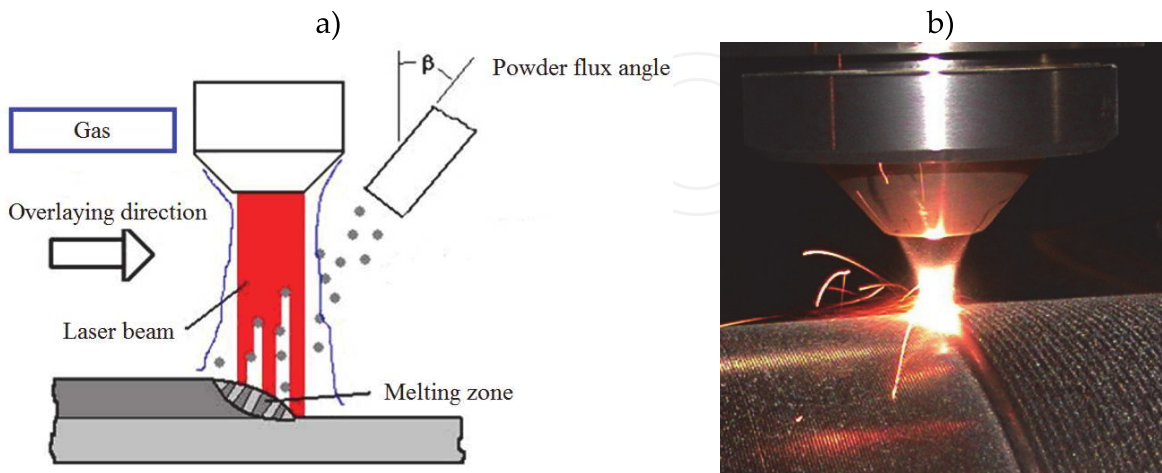 a)
b)
β
Powder flux angle
Gas
Overlaying direction
Laser beam
Melting zone